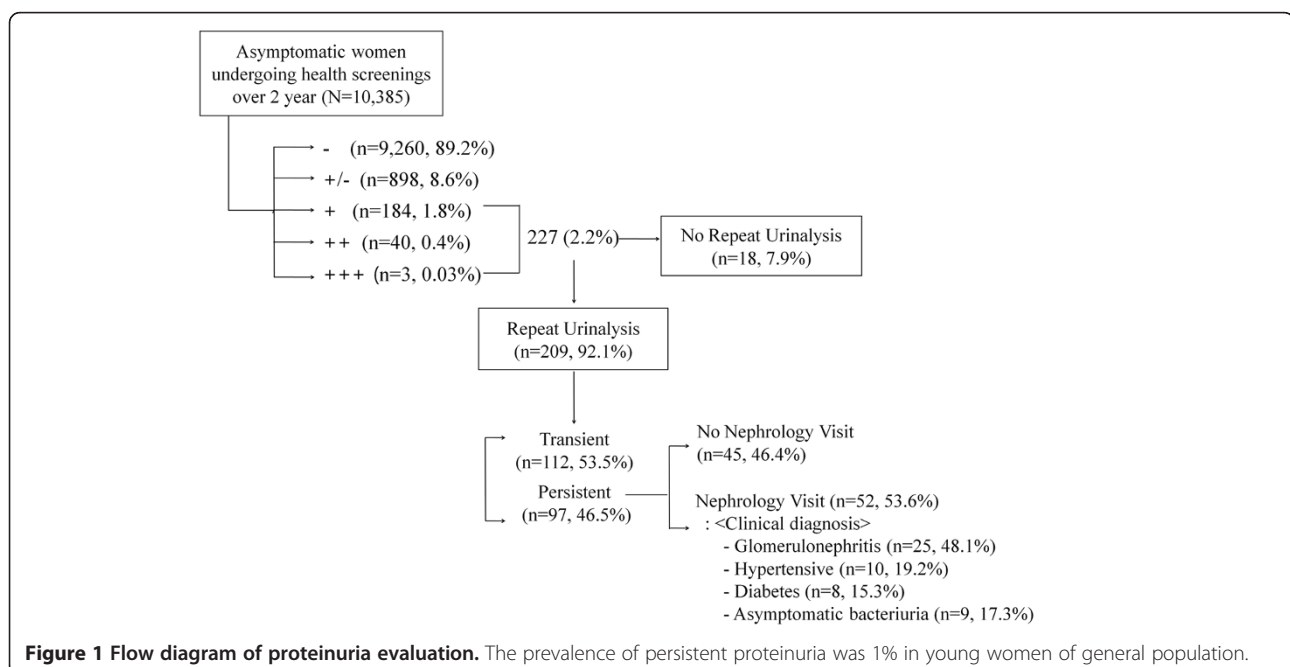 Asymptomatic women
undergoing health screenings
over 2 year (N=10,385)
- (n=9,260, 89.2%)
+/- (n=898, 8.6%)
+ (n=184, 1.8%)
++ (n=40, 0.4%)
+++ (n=3, 0.03%)
227 (2.2%)
No Repeat Urinalysis
(n=18, 7.9%)
Repeat Urinalysis
(n=209, 92.1%)
Transient
(n=112, 53.5%)
Persistent
(n=97, 46.5%)
No Nephrology Visit
(n=45, 46.4%)
Nephrology Visit (n=52, 53.6%)
: <Clinical diagnosis>
- Glomerulonephritis (n=25, 48.1%)
- Hypertensive (n=10, 19.2%)
- Diabetes (n=8, 15.3%)
- Asymptomatic bacteriuria (n=9, 17.3%)
Figure 1 Flow diagram of proteinuria evaluation. The prevalence of persistent proteinuria was 1% in young women of general population.